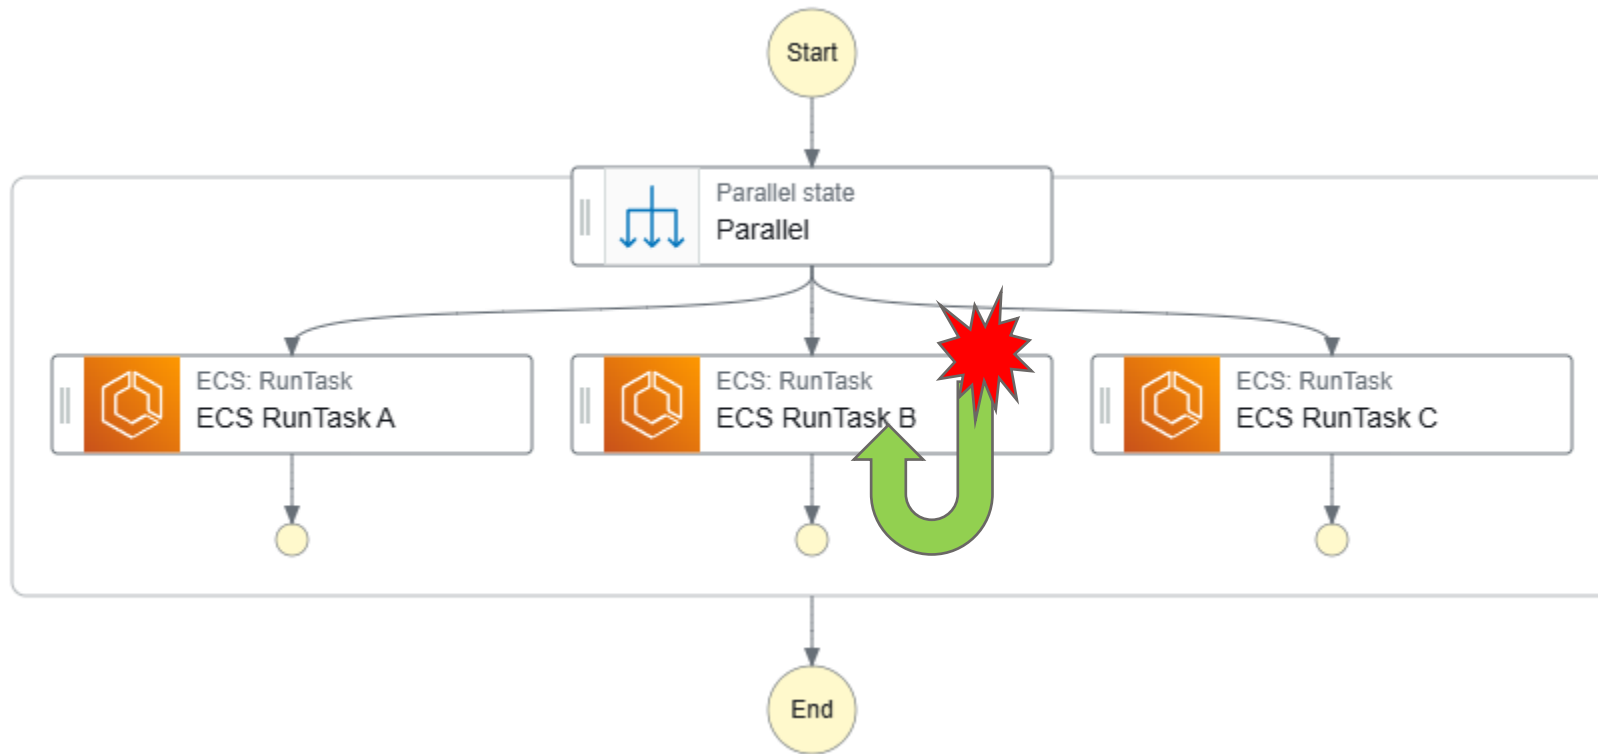 Start
Parallel state
Parallel
ECS: RunTask
ECS RunTask A
ECS: RunTask
ECS RunTask B
ECS: RunTask
ECS RunTask C
End